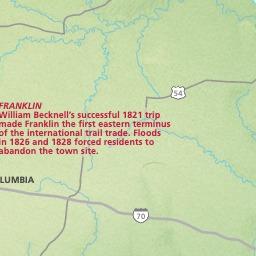 54
FRANKLIN
William Becknell's successful 1821 trip
made Franklin the first eastern terminus
of the international trail trade. Floods
in 1826 and 1828 forced residents to
abandon the town site.
LUMBIA
70